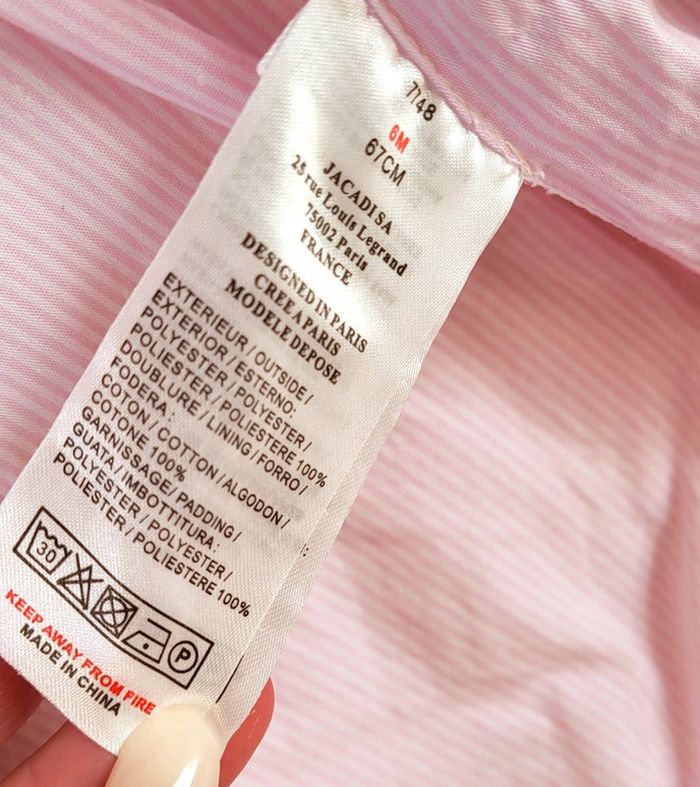 7148
6M
67CM
JACADI SA
25 rue Louis Legrand
75002 Paris
FRANCE
DESIGNED IN PARIS
CREE A PARIS
MODELE DEPOSE
EXTERIEUR / OUTSIDE /
EXTERIOR / ESTERNO:
POLYESTER / POLYESTER /
POLIESTER / POLIESTERE 100%
DOUBLURE / LINING / FORRO /
FODERA:
COTON / COTTON / ALGODON /
COTONE 100%
GARNISSAGE / PADDING /
GUATA / IMBOTTITURA:
POLYESTER / POLYESTER /
POLIESTER / POLIESTERE 100%
30
P
KEEP AWAY FROM FIRE
MADE IN CHINA